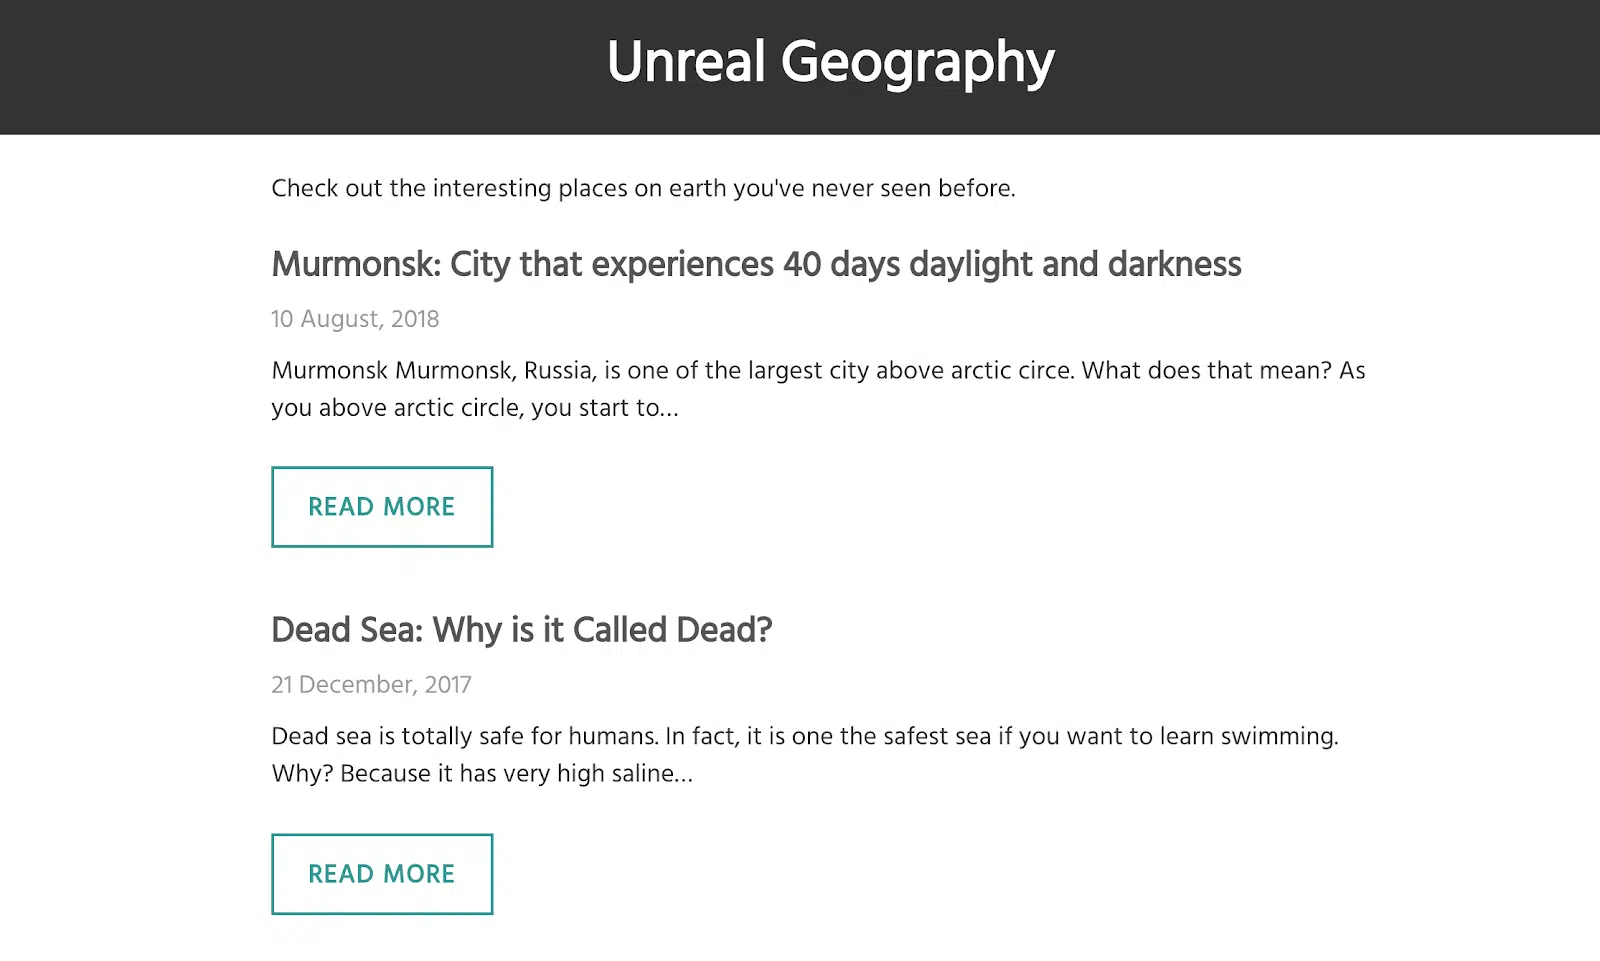 Unreal Geography
Check out the interesting places on earth you've never seen before.
Murmonsk: City that experiences 40 days daylight and darkness
10 August, 2018
Murmonsk Murmonsk, Russia, is one of the largest city above arctic circe. What does that mean? As
you above arctic circle, you start to…
READ MORE
Dead Sea: Why is it Called Dead?
21 December, 2017
Dead sea is totally safe for humans. In fact, it is one the safest sea if you want to learn swimming.
Why? Because it has very high saline…
READ MORE